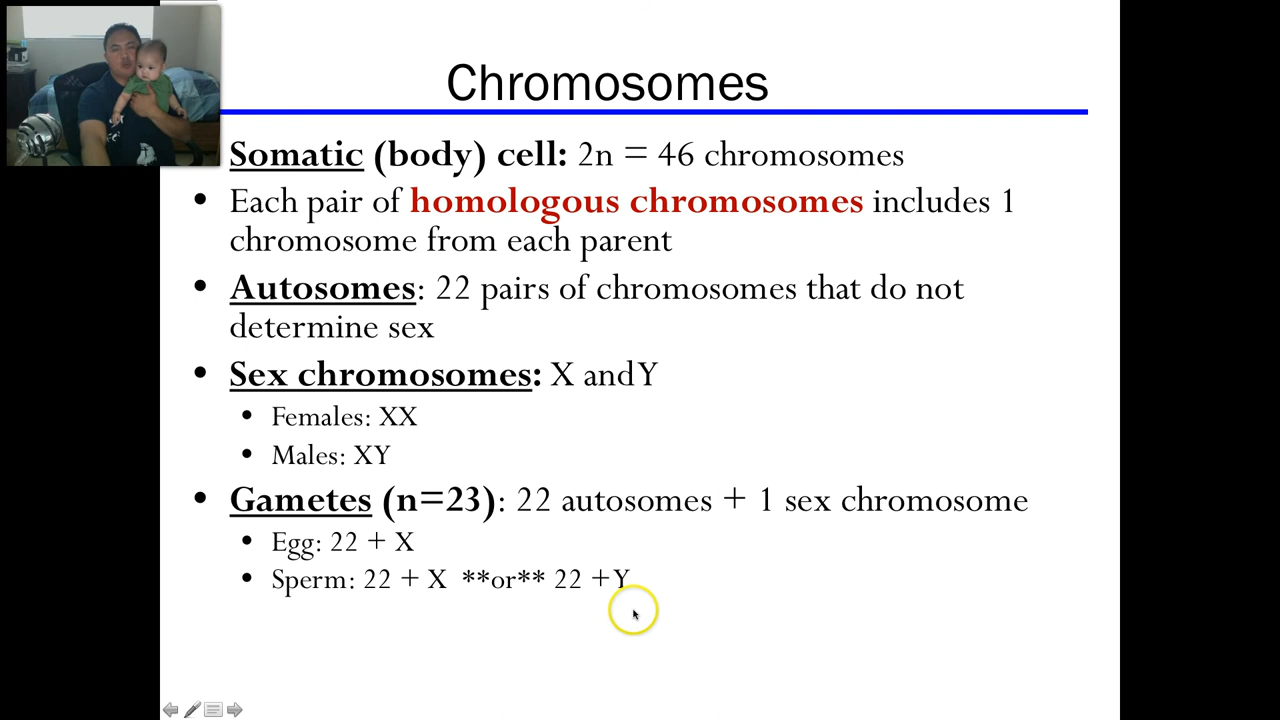 Chromosomes
Somatic (body) cell: 2n = 46 chromosomes
• Each pair of homologous chromosomes includes 1
chromosome from each parent
• Autosomes: 22 pairs of chromosomes that do not
determine sex
• Sex chromosomes: X and Y
• Females: XX
• Males: XY
• Gametes (n=23): 22 autosomes + 1 sex chromosome
• Egg: 22 + X
• Sperm: 22 + X **or** 22 + Y